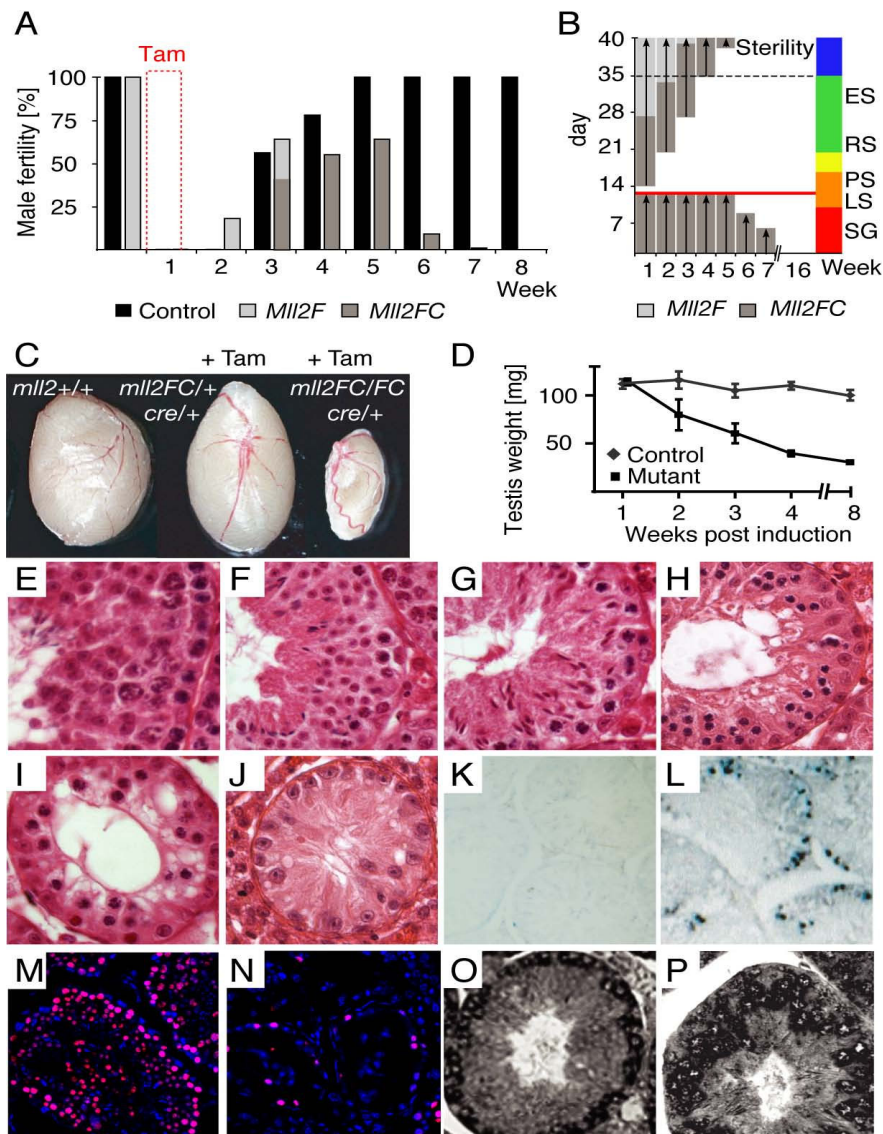 A
Tam
Male fertility [%]
100
75
50
25
1 2 3 4 5 6 7 8
Week
Control Mll2F Mll2FC
B
day
40
35
28
21
14
7
Sterility
ES
RS
PS
LS
SG
1 2 3 4 5 6 7 16 Week
Mll2F Mll2FC
C
+ Tam + Tam
mll2+/+ mll2FC/+ mll2FC/FC
cre/+ cre/+
D
Testis weight [mg]
100
50
Control
Mutant
1 2 3 4 8
Weeks post induction
E F G H
I J K L
M N O P